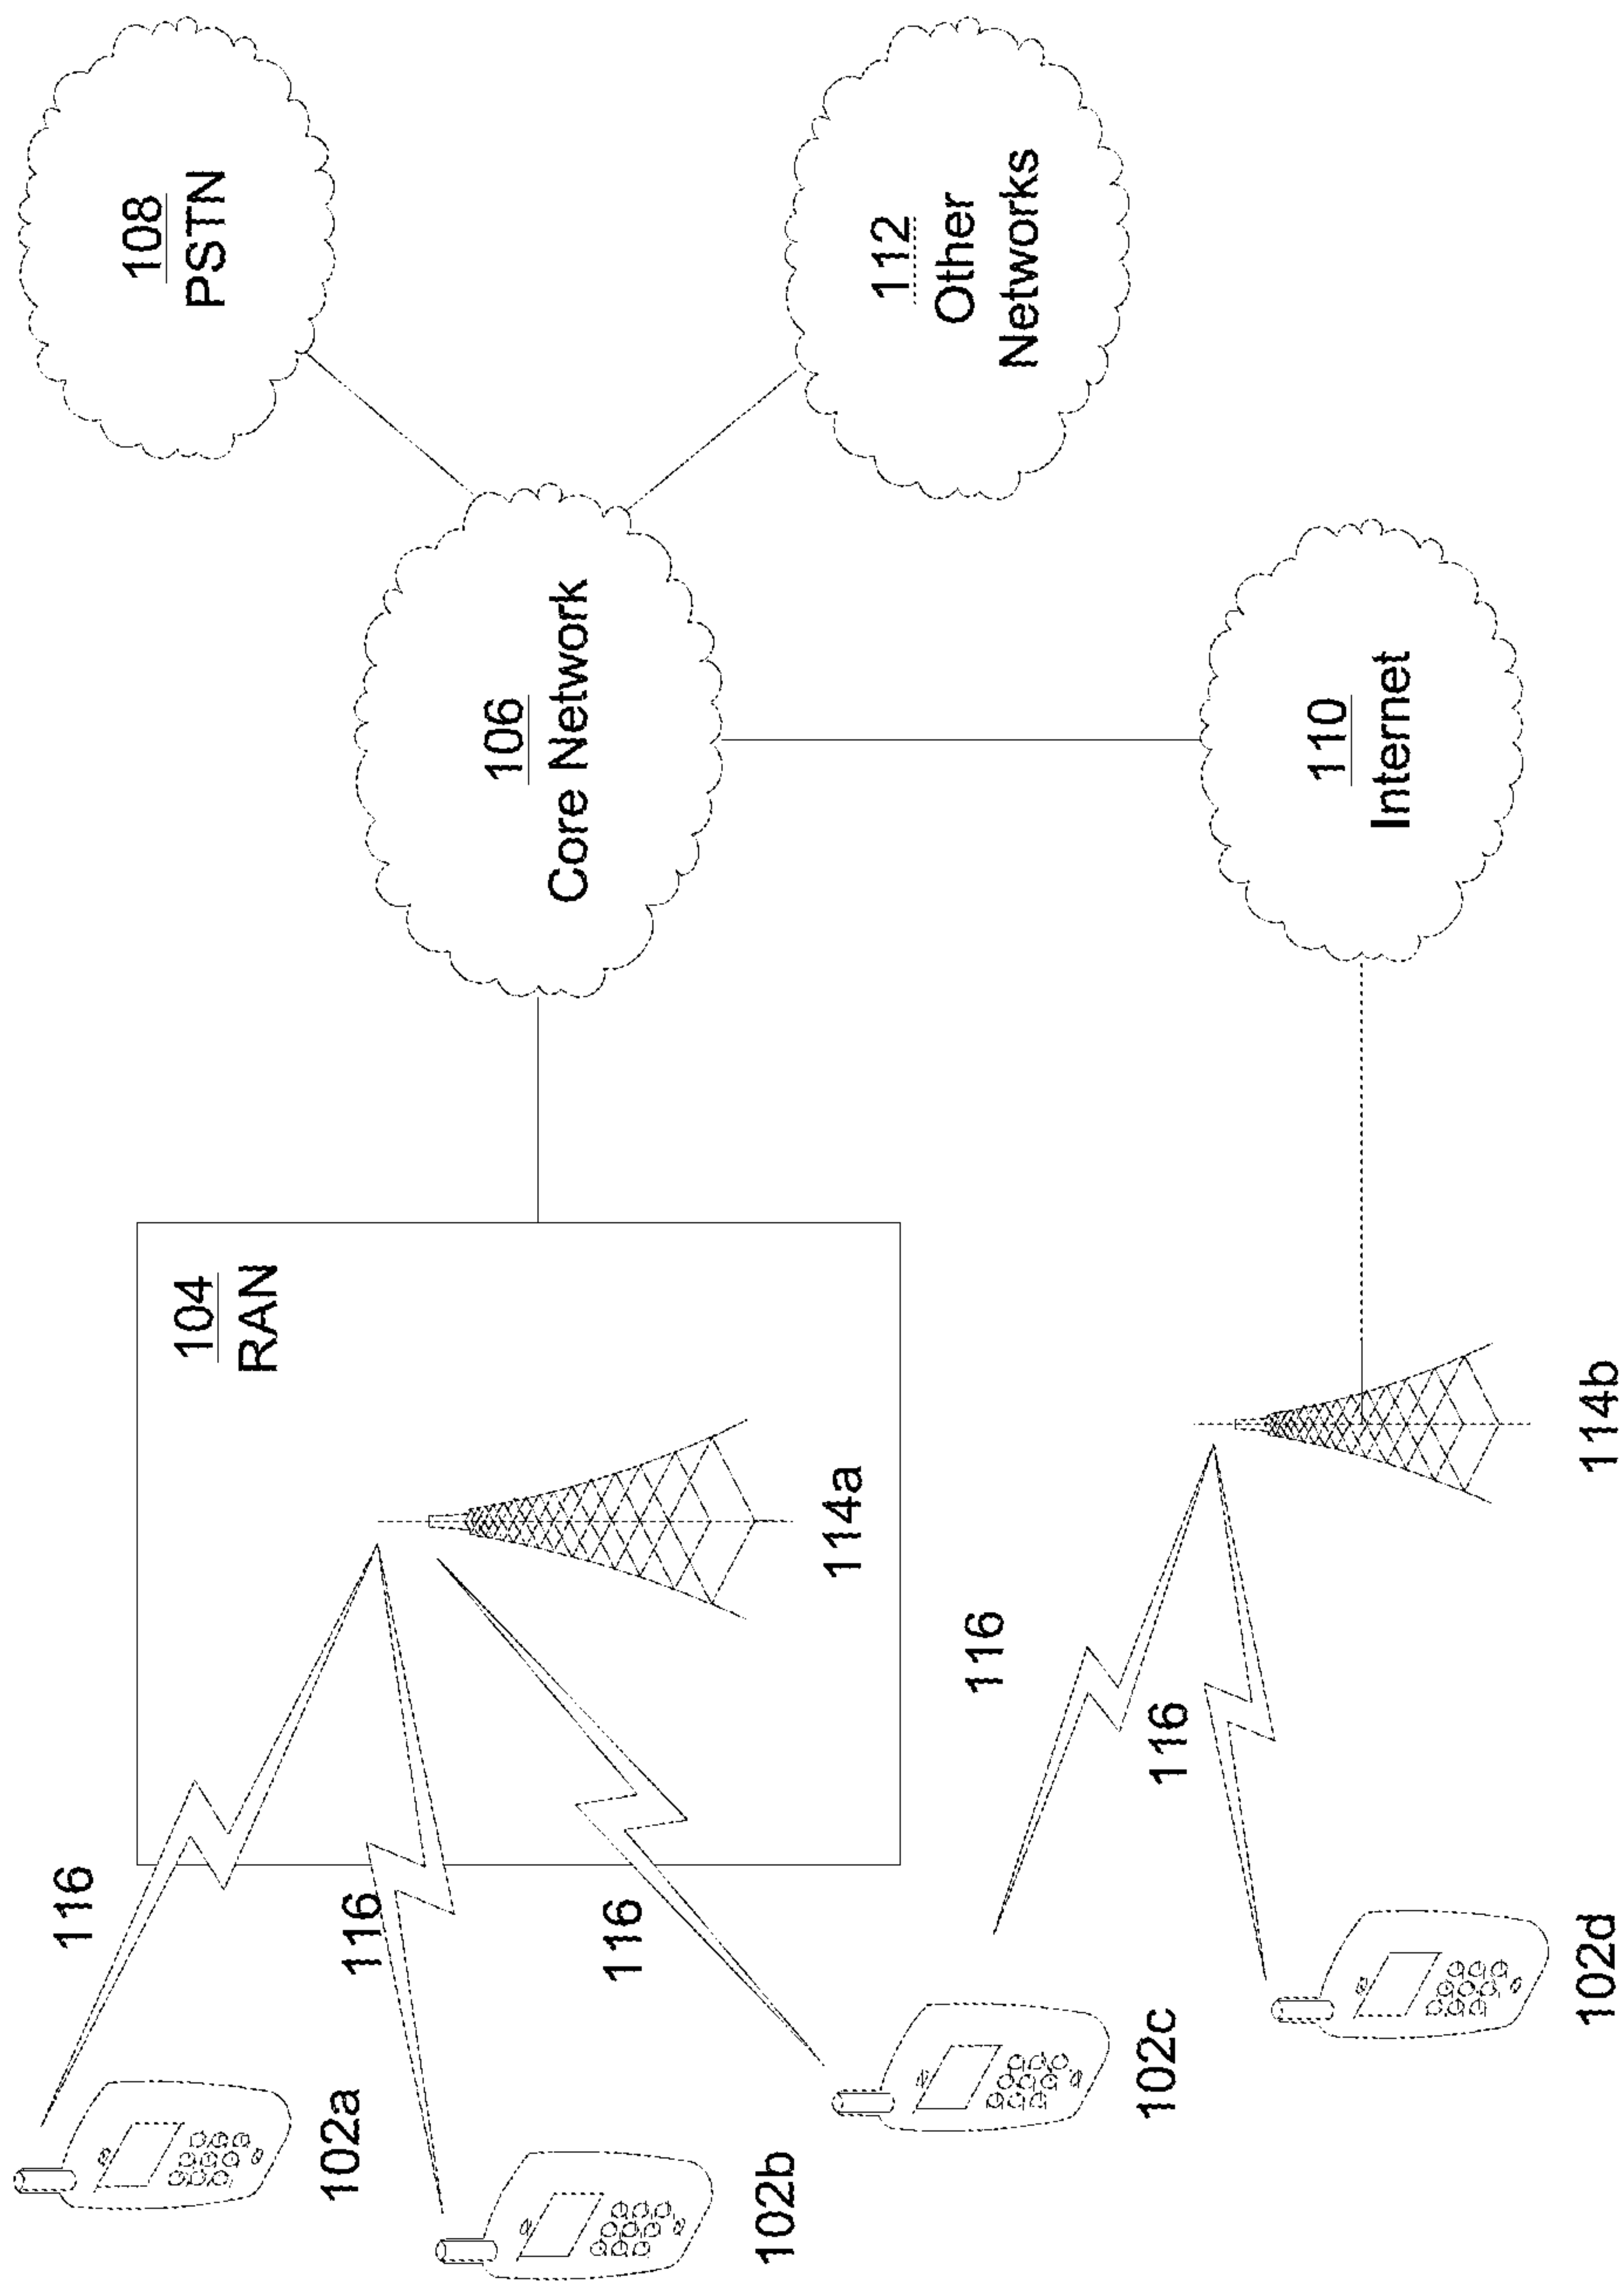 108
PSTN
106
Core Network
112
Other
Networks
110
Internet
104
RAN
114a
114b
116
116
116
116
116
102a
102b
102c
102d